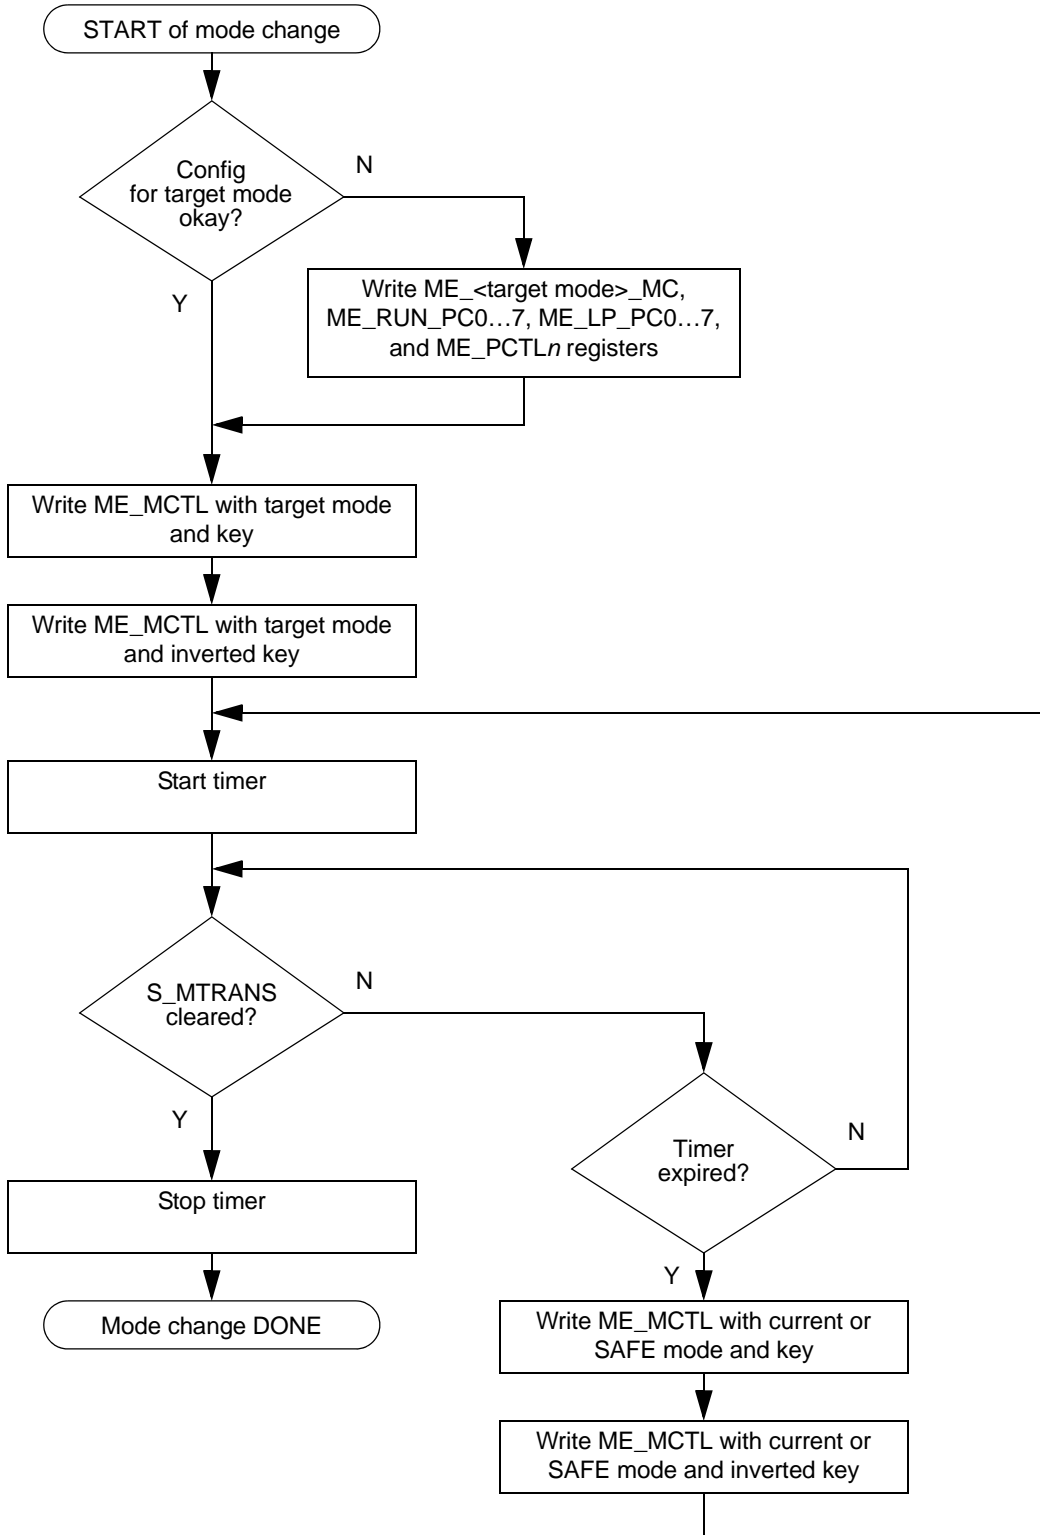 START of mode change
Config
for target mode
okay?
N
Y
Write ME_<target mode>_MC,
ME_RUN_PC0…7, ME_LP_PC0…7,
and ME_PCTLn registers
Write ME_MCTL with target mode
and key
Write ME_MCTL with target mode
and inverted key
Start timer
S_MTRANS
cleared?
N
Y
Timer
expired?
N
Y
Stop timer
Mode change DONE
Write ME_MCTL with current or
SAFE mode and key
Write ME_MCTL with current or
SAFE mode and inverted key